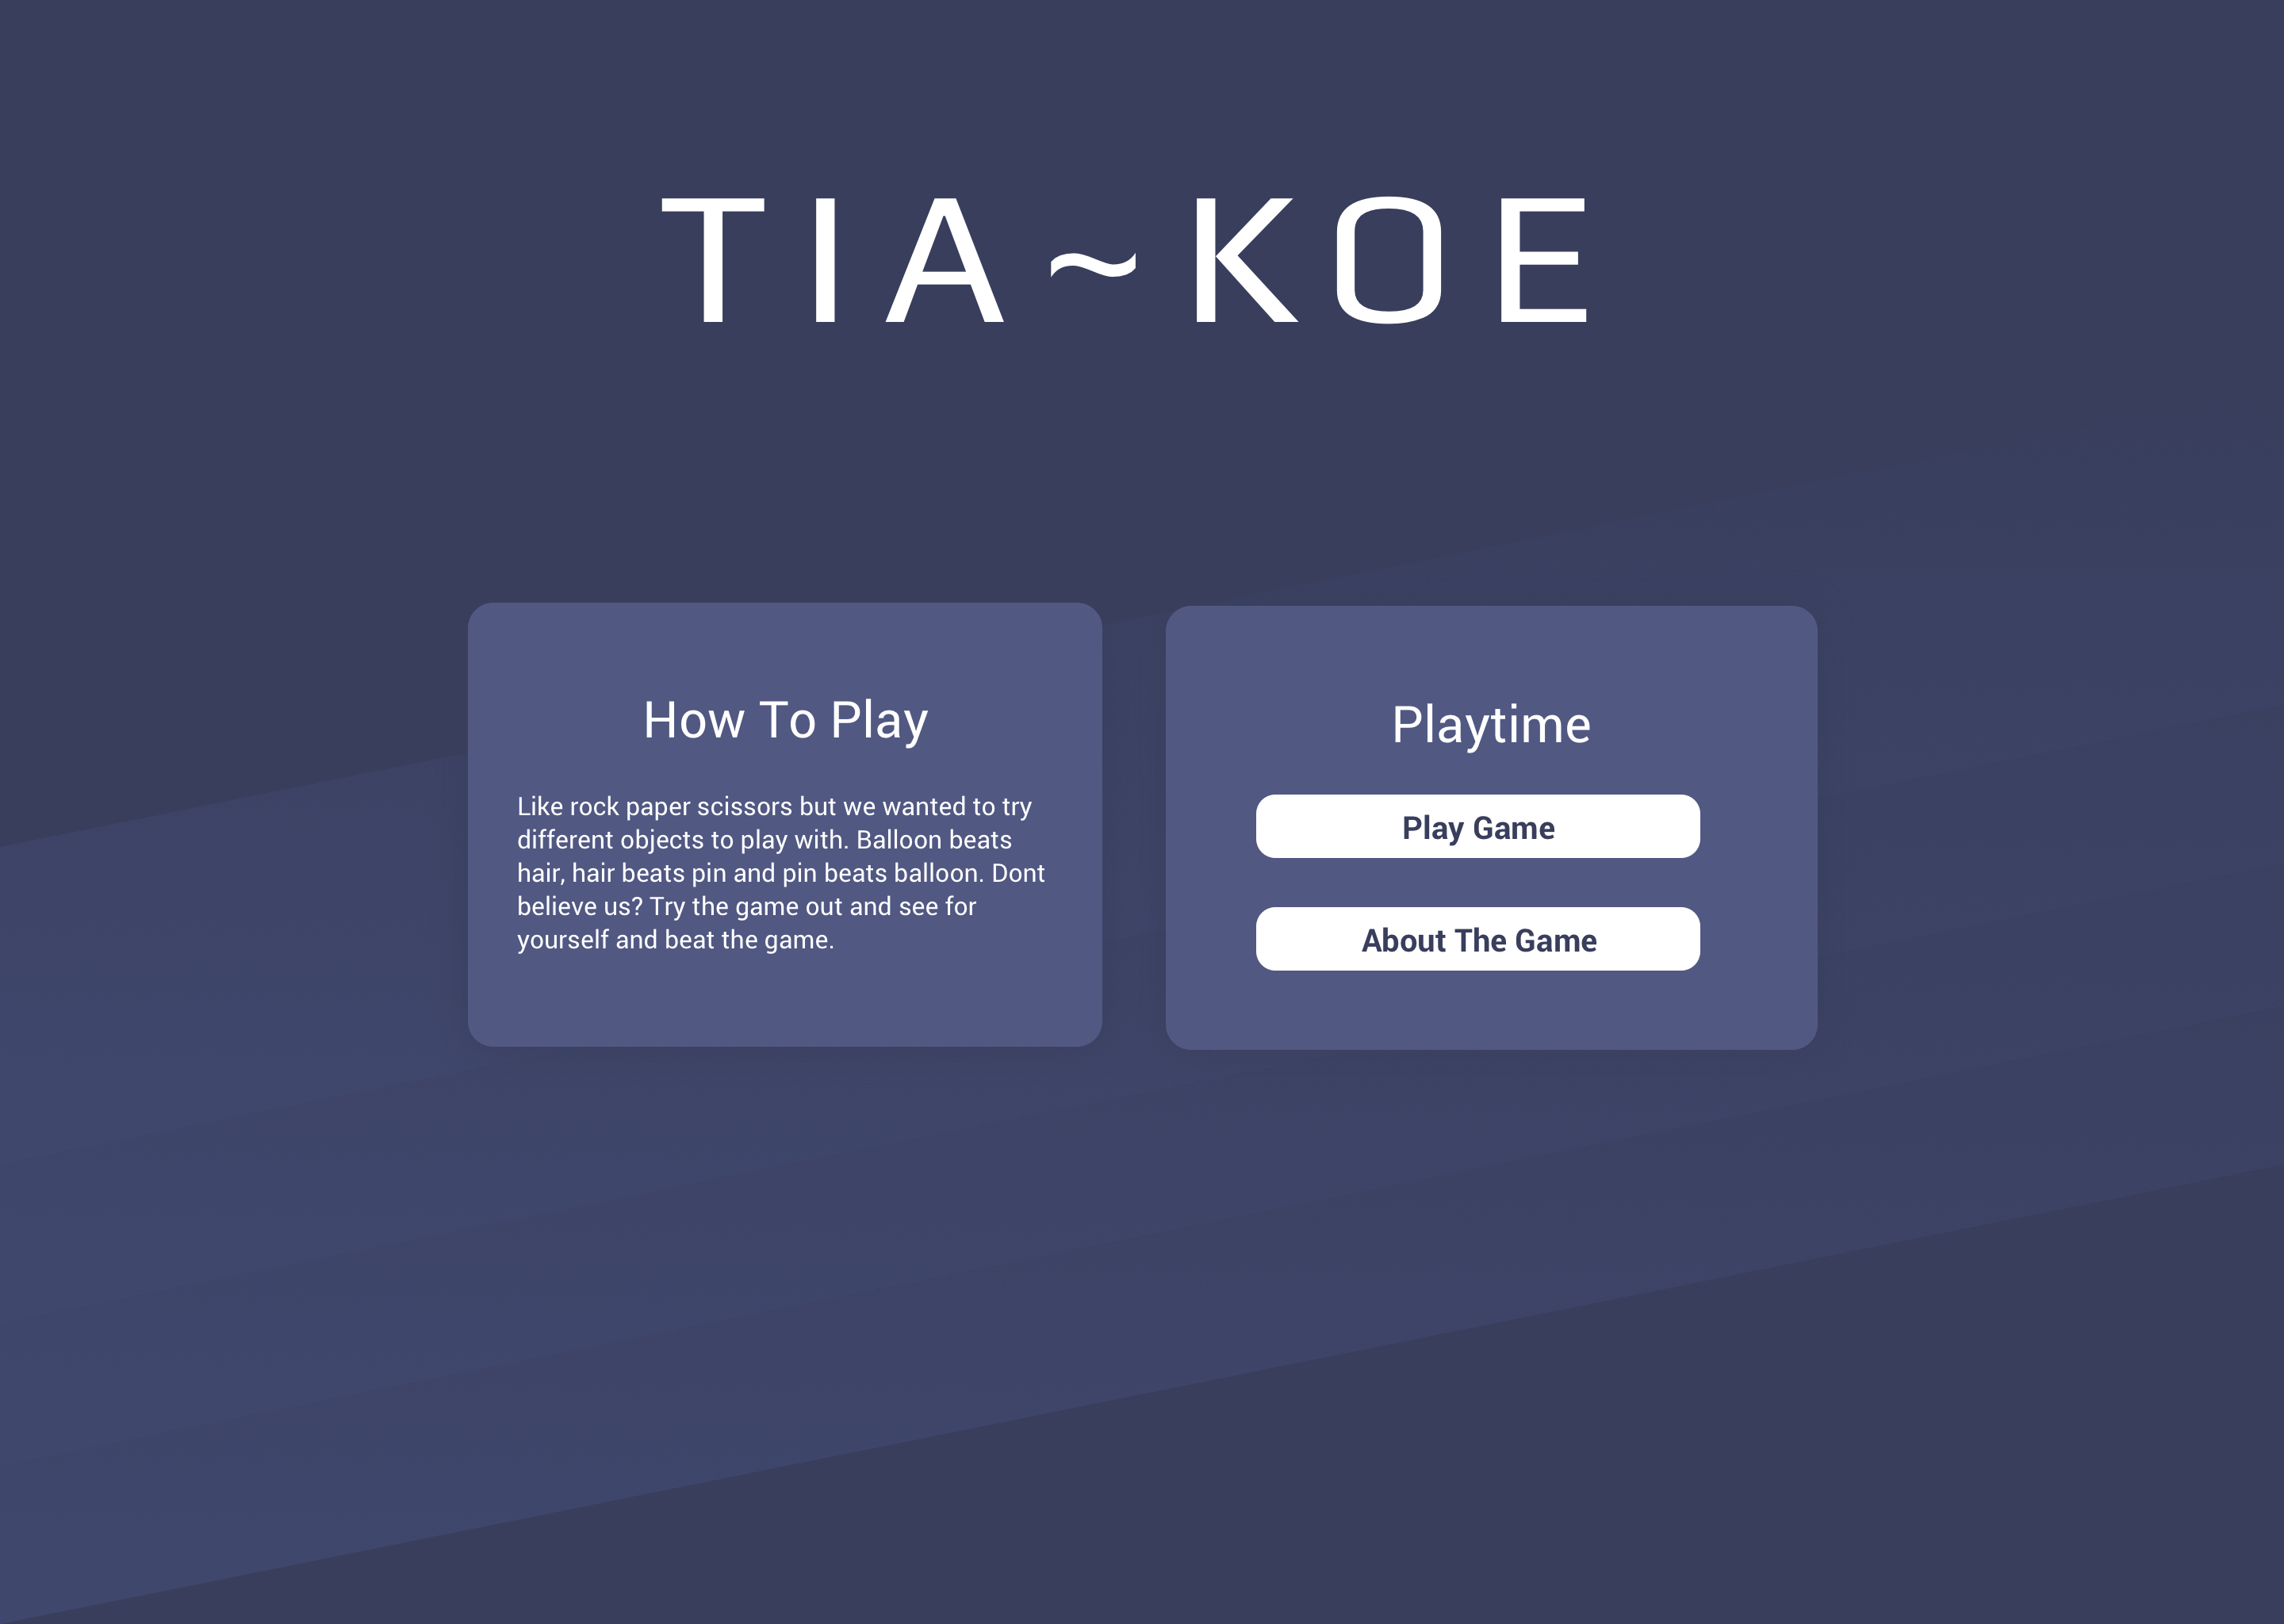 TIA~KOE
How To Play
Like rock paper scissors but we wanted to try
different objects to play with. Balloon beats
hair, hair beats pin and pin beats balloon. Dont
believe us? Try the game out and see for
yourself and beat the game.
Playtime
Play Game
About The Game